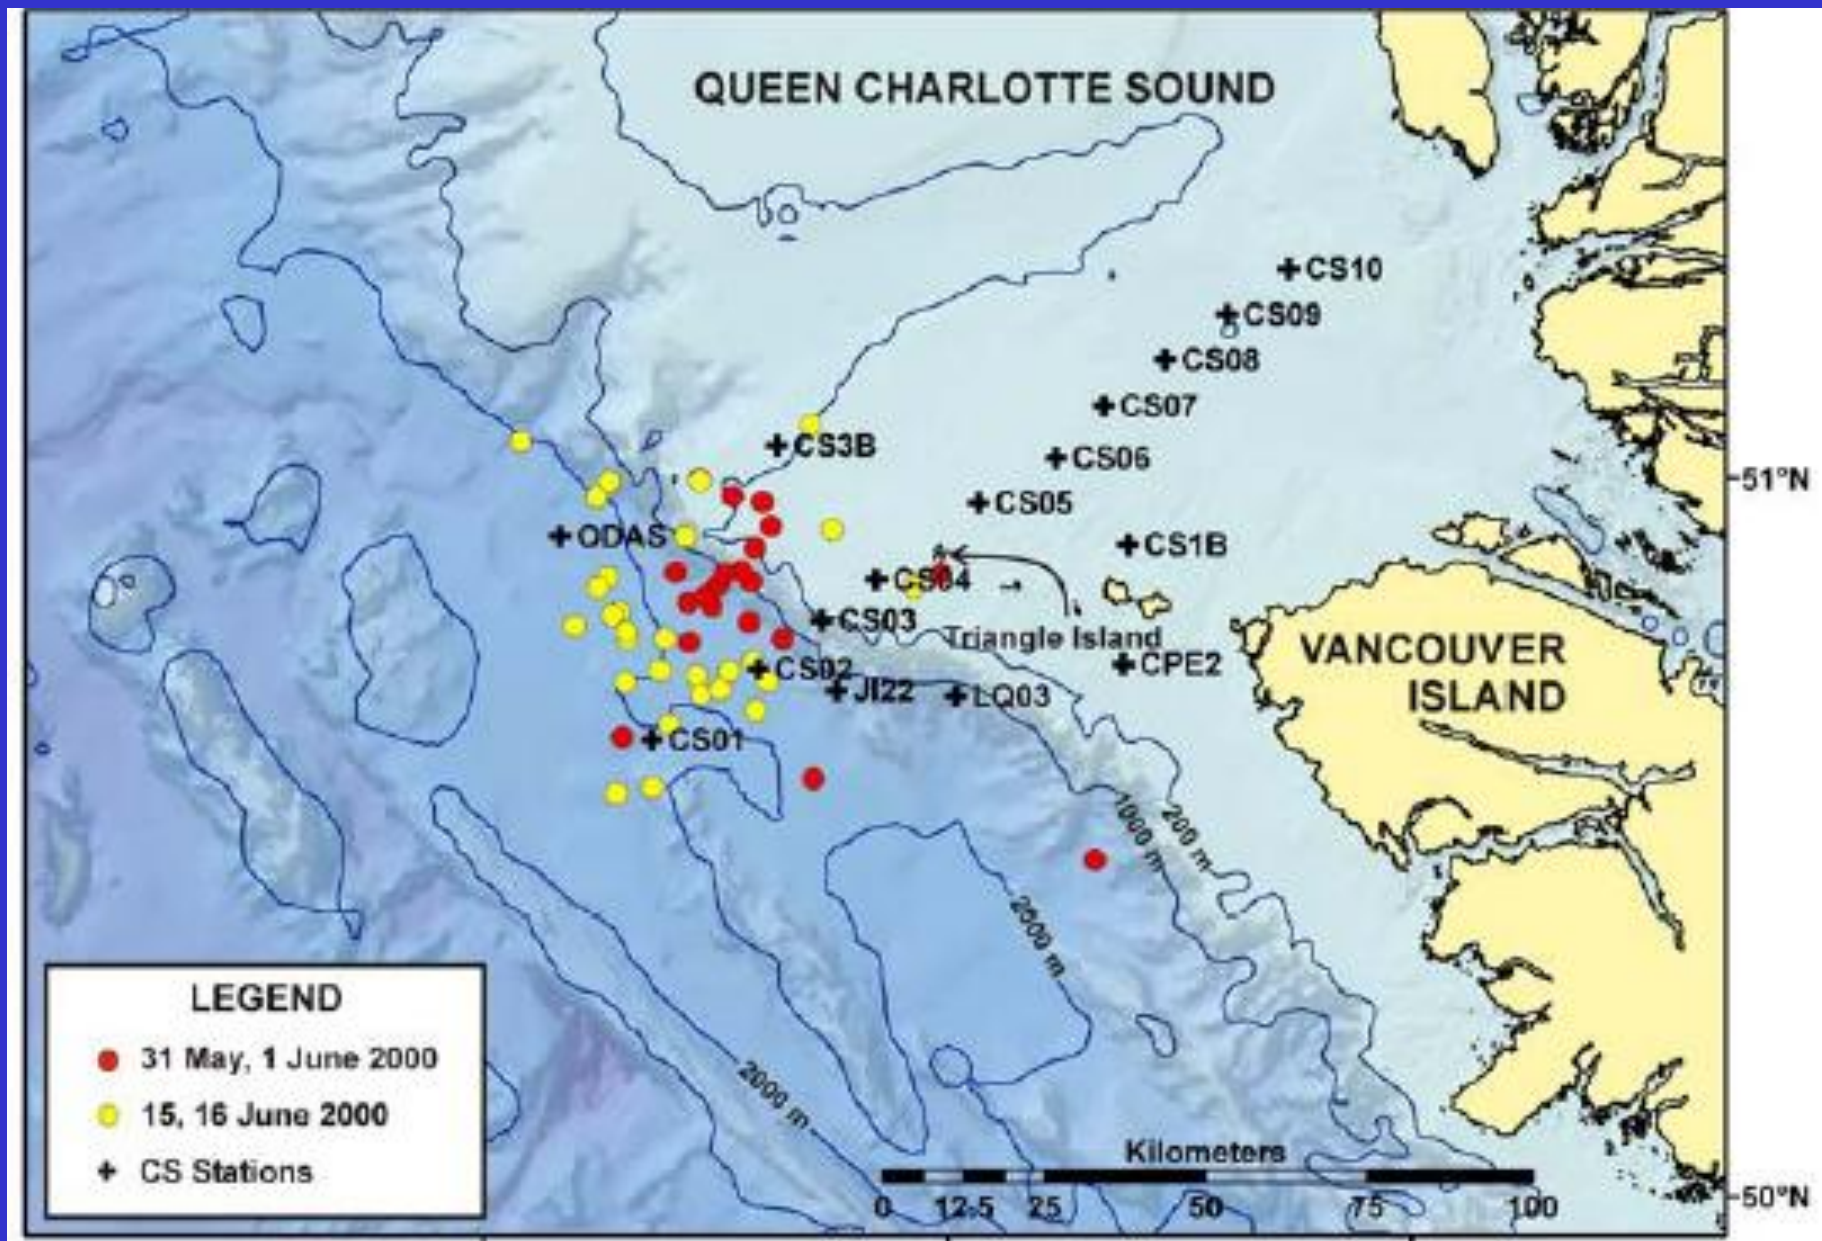 QUEEN CHARLOTTE SOUND
CS10
CS09
CS08
CS07
CS3B
CS06
51°N
CS05
ODAS
CS1B
CS04
CS03
Triangle Island
VANCOUVER
ISLAND
CS02
CPE2
JI22
LQ03
CS01
1000 m
200 m
2000 m
2000 m
LEGEND
31 May, 1 June 2000
15, 16 June 2000
CS Stations
Kilometers
0 12.5 25 50 75 100
50°N